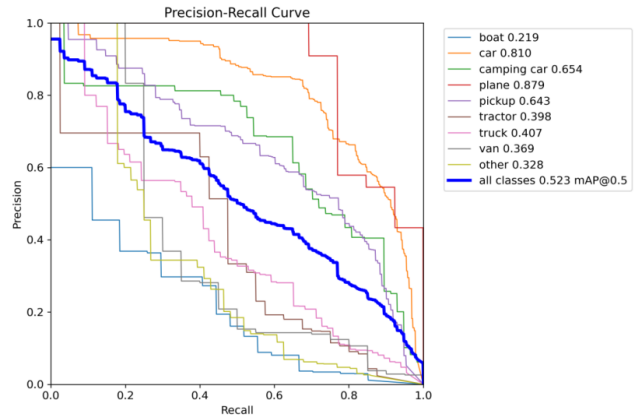 Precision-Recall Curve
1.0
0.8
0.6
0.4
0.2
0.0
Precision
0.0 0.2 0.4 0.6 0.8 1.0
Recall
boat 0.219
car 0.810
camping car 0.654
plane 0.879
pickup 0.643
tractor 0.398
truck 0.407
van 0.369
other 0.328
all classes 0.523 mAP@0.5